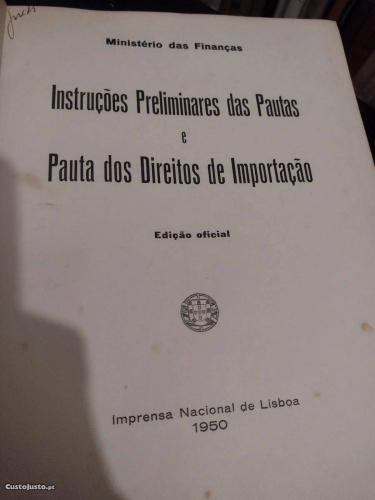 Ministério das Finanças
Instruções Preliminares das Pautas
e
Pauta dos Direitos de Importação
Edição oficial
Imprensa Nacional de Lisboa
1950
CustoJusto.pt